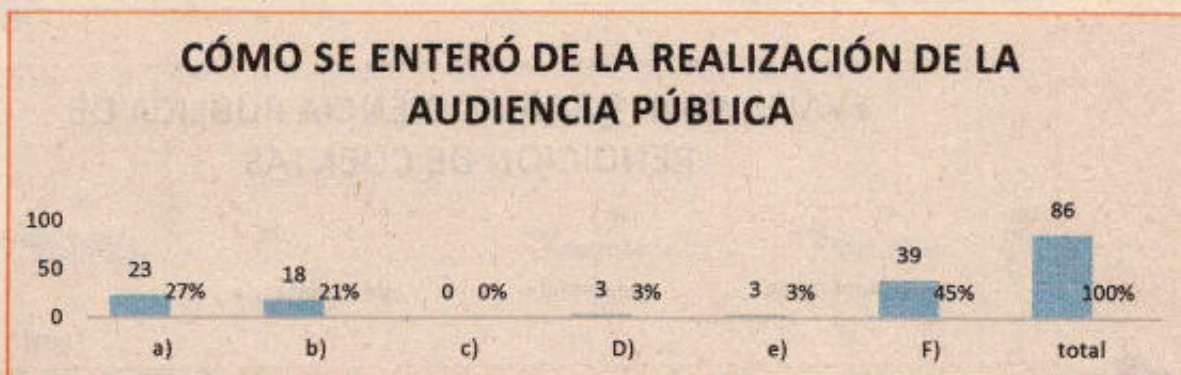 CÓMO SE ENTERÓ DE LA REALIZACIÓN DE LA
AUDIENCIA PÚBLICA
100
50
0
23
27%
18
21%
0
0%
3
3%
3
3%
39
45%
86
100%
a)
b)
c)
D)
e)
F)
total